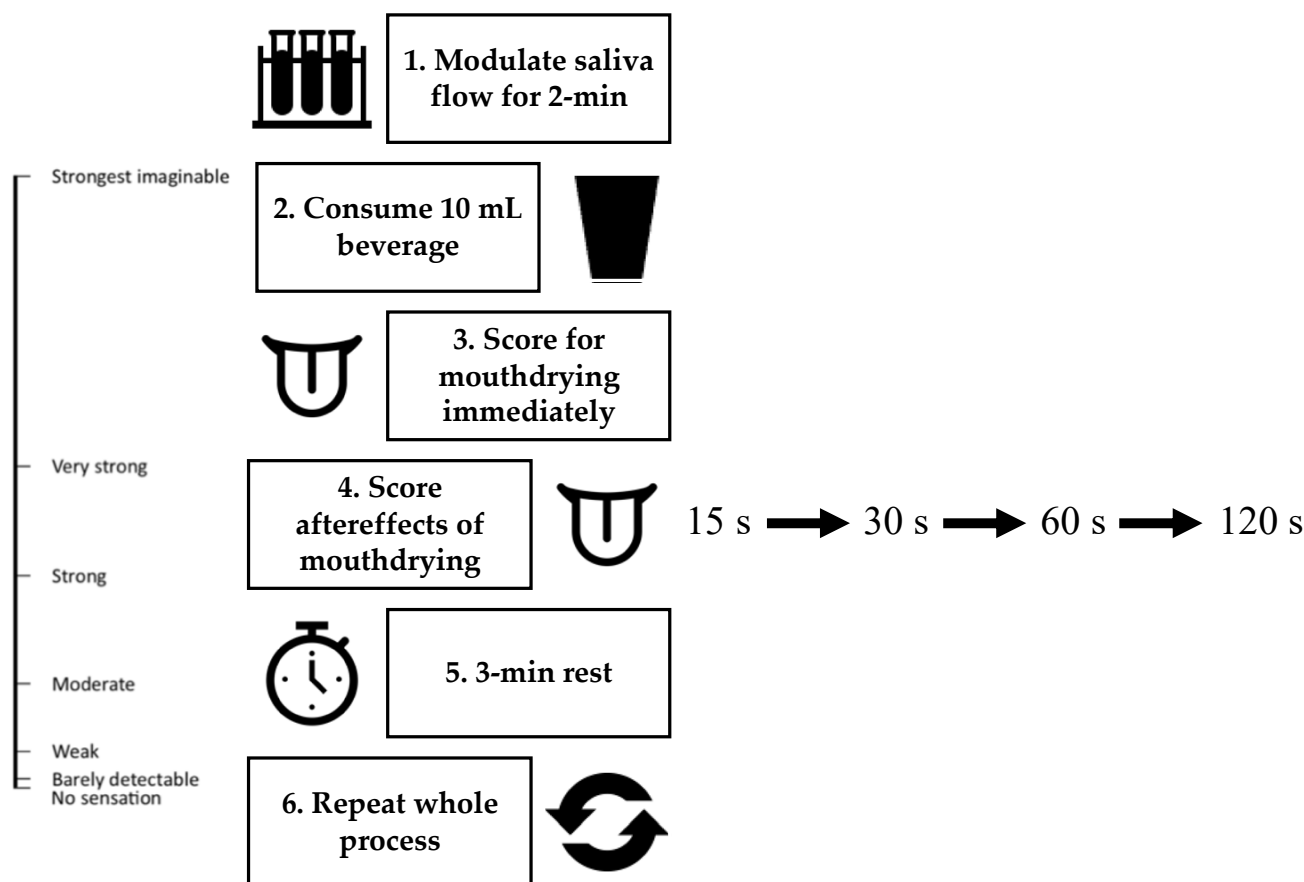 1. Modulate saliva
flow for 2-min
Strongest imaginable
2. Consume 10 mL
beverage
3. Score for
mouthdrying
immediately
Very strong
4. Score
aftereffects of
mouthdrying
15 s
30 s
60 s
120 s
Strong
5. 3-min rest
Moderate
Weak
Barely detectable
No sensation
6. Repeat whole
process